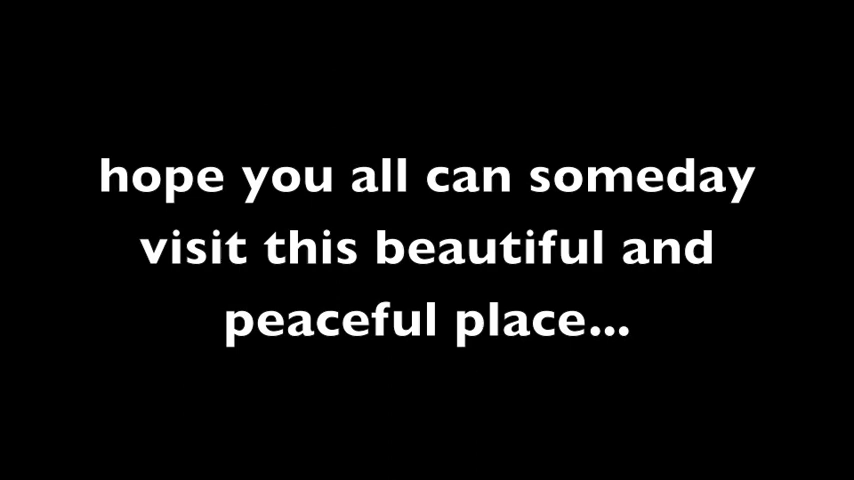 hope you all can someday
visit this beautiful and
peaceful place...